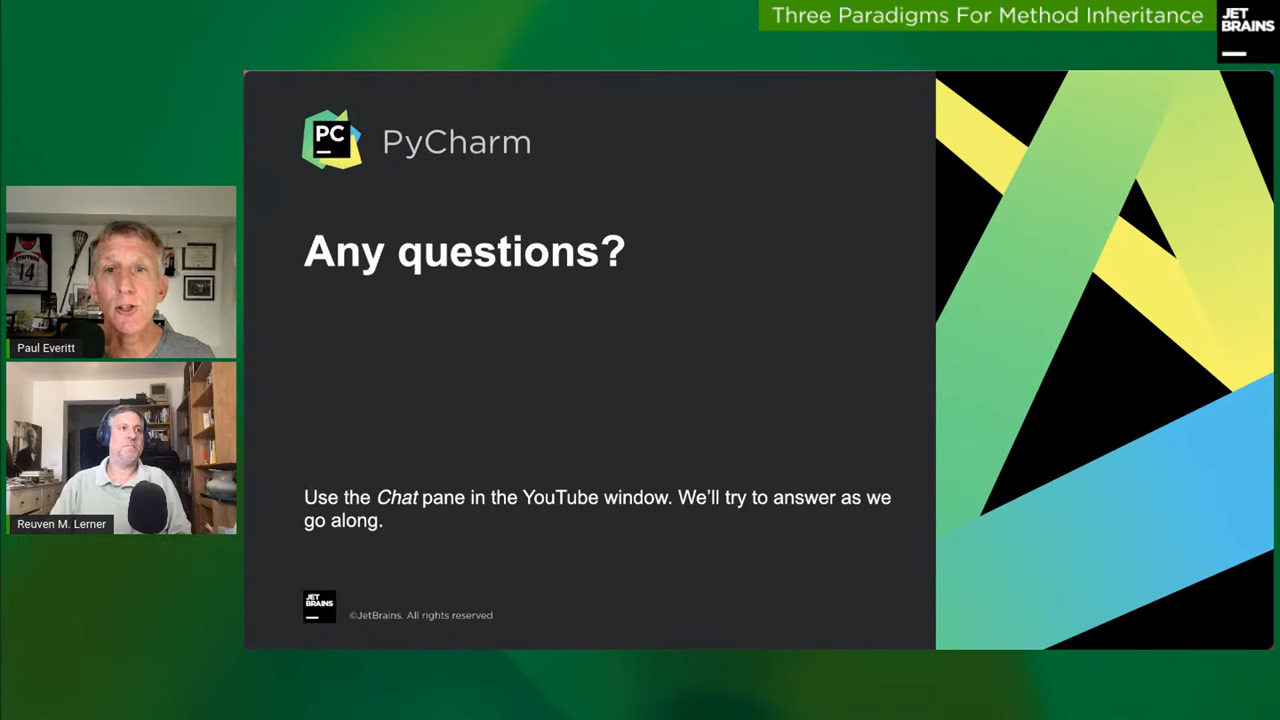 Three Paradigms For Method Inheritance
JET
BRAINS
PC
PyCharm
Any questions?
Use the Chat pane in the YouTube window. We’ll try to answer as we
go along.
JET
BRAINS
©JetBrains. All rights reserved
14
Paul Everitt
Reuven M. Lerner